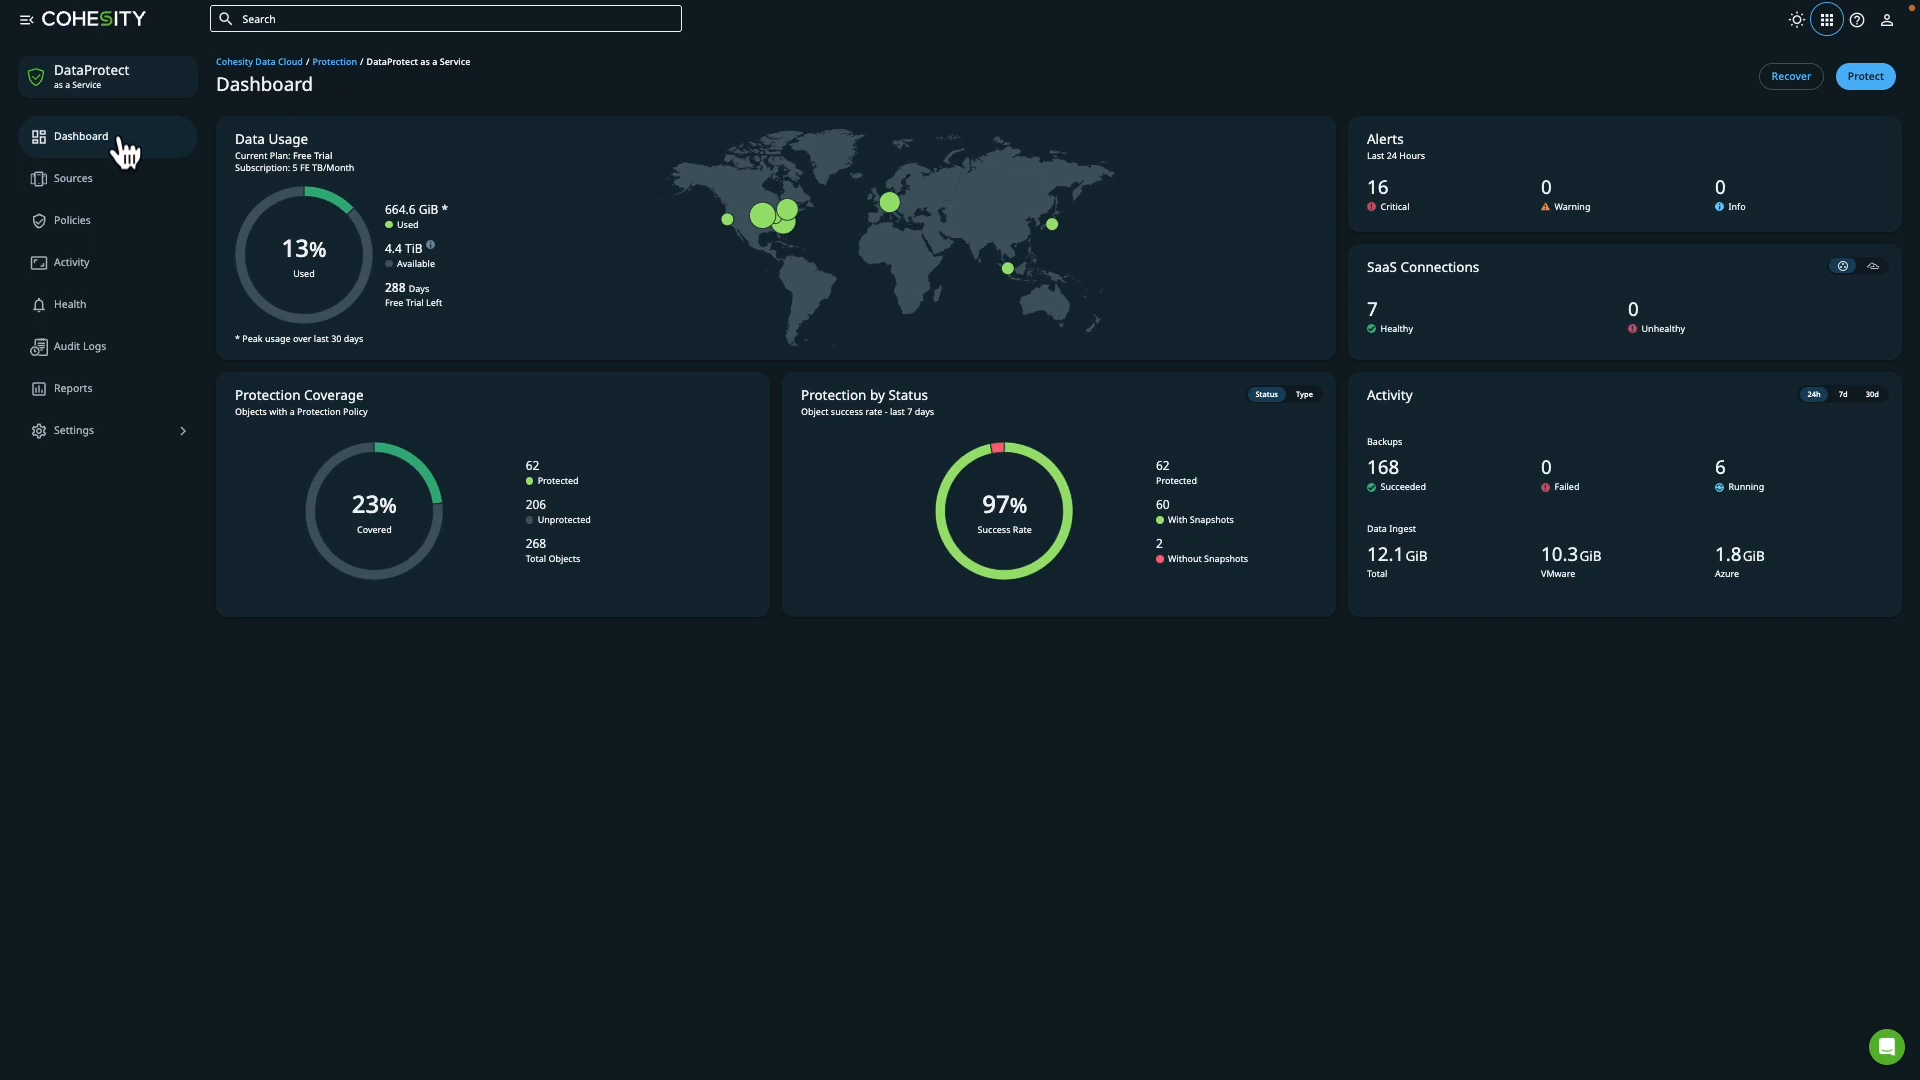 COHESITY
Search
DataProtect
as a Service
Dashboard
Sources
Policies
Activity
Health
Audit Logs
Reports
Settings
Cohesity Data Cloud / Protection / DataProtect as a Service
Dashboard
Recover
Protect
Data Usage
Current Plan: Free Trial
Subscription: 5 FE TB/Month
13%
Used
664.6 GiB *
Used
4.4 TiB
Available
288 Days
Free Trial Left
* Peak usage over last 30 days
Alerts
Last 24 Hours
16 0 0
Critical Warning Info
SaaS Connections
7 0
Healthy Unhealthy
Protection Coverage
Objects with a Protection Policy
23%
Covered
62
Protected
206
Unprotected
268
Total Objects
Protection by Status
Status Type
Object success rate - last 7 days
97%
Success Rate
62
Protected
60
With Snapshots
2
Without Snapshots
Activity
24h 7d 30d
Backups
168 0 6
Succeeded Failed Running
Data Ingest
12.1 GiB 10.3 GiB 1.8 GiB
Total VMware Azure